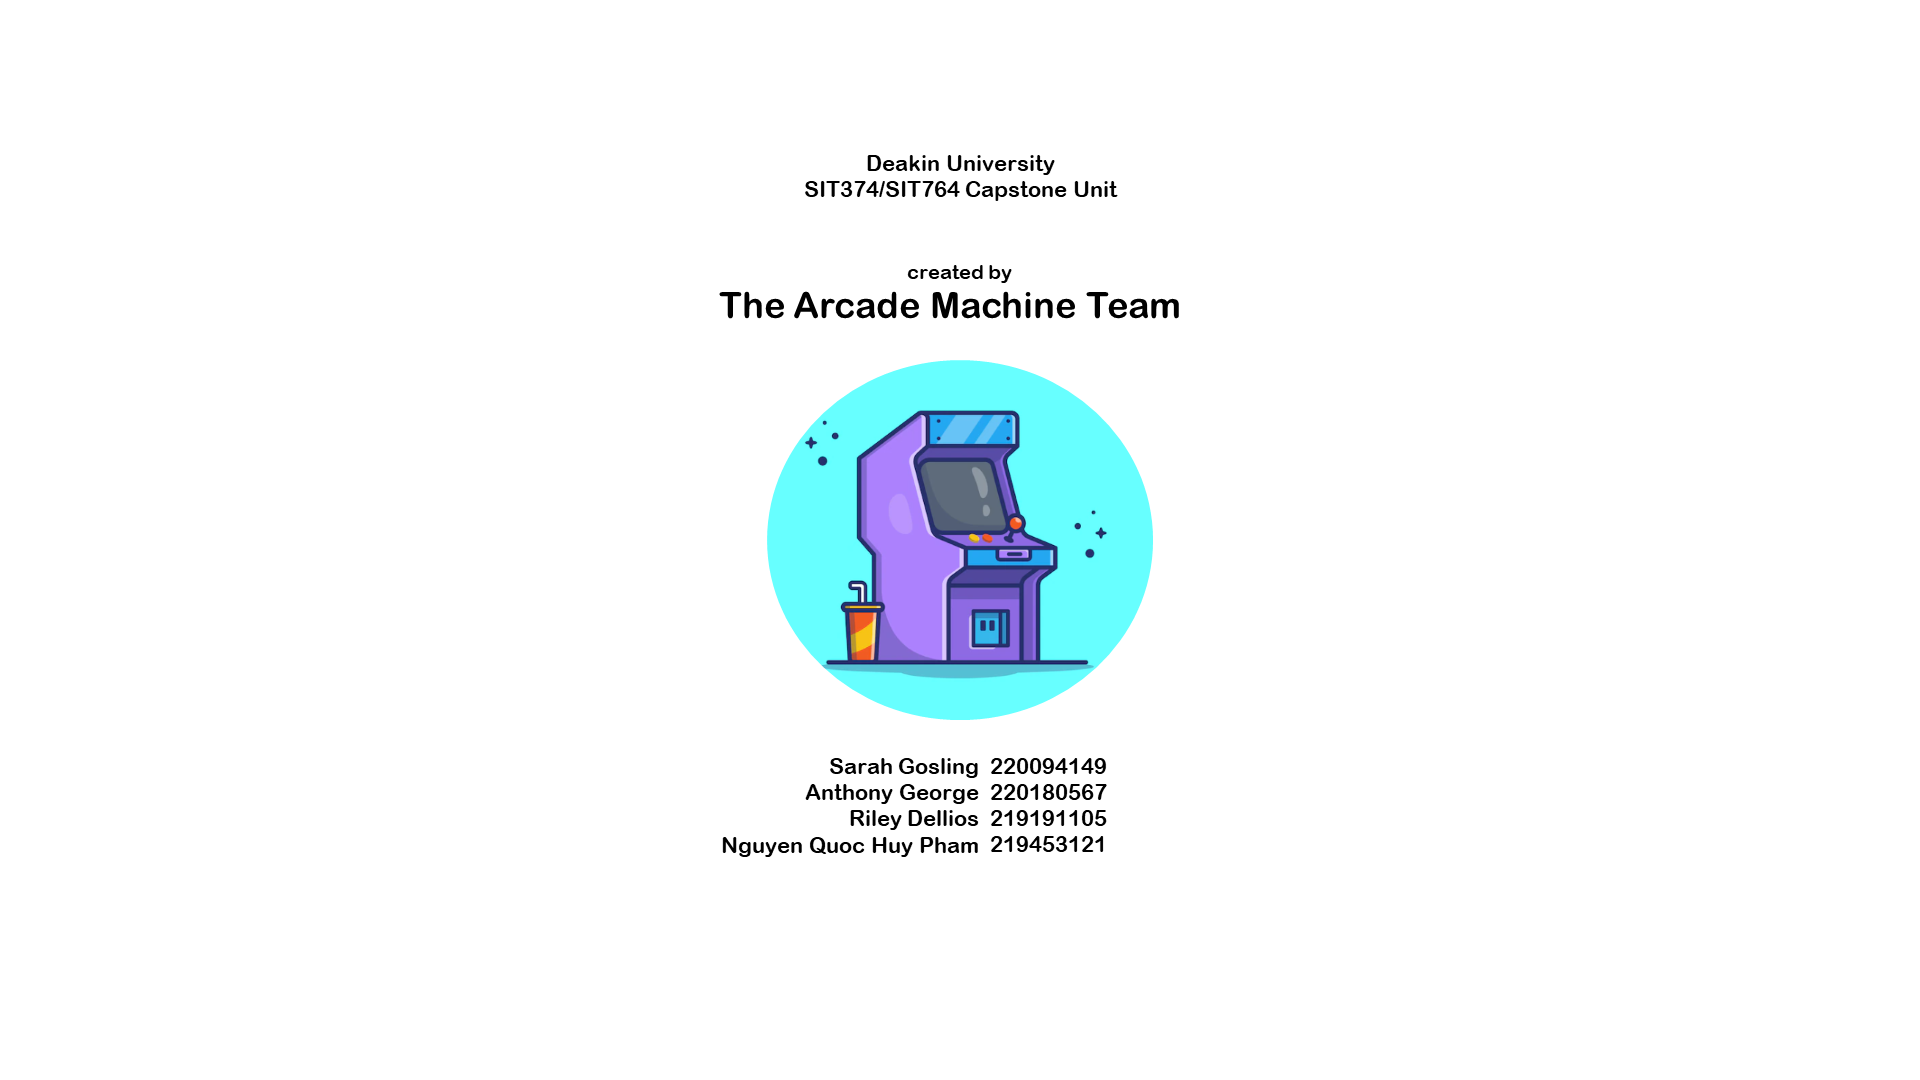 Deakin University
SIT374/SIT764 Capstone Unit
created by
The Arcade Machine Team
Sarah Gosling 220094149
Anthony George 220180567
Riley Dellios 219191105
Nguyen Quoc Huy Pham 219453121